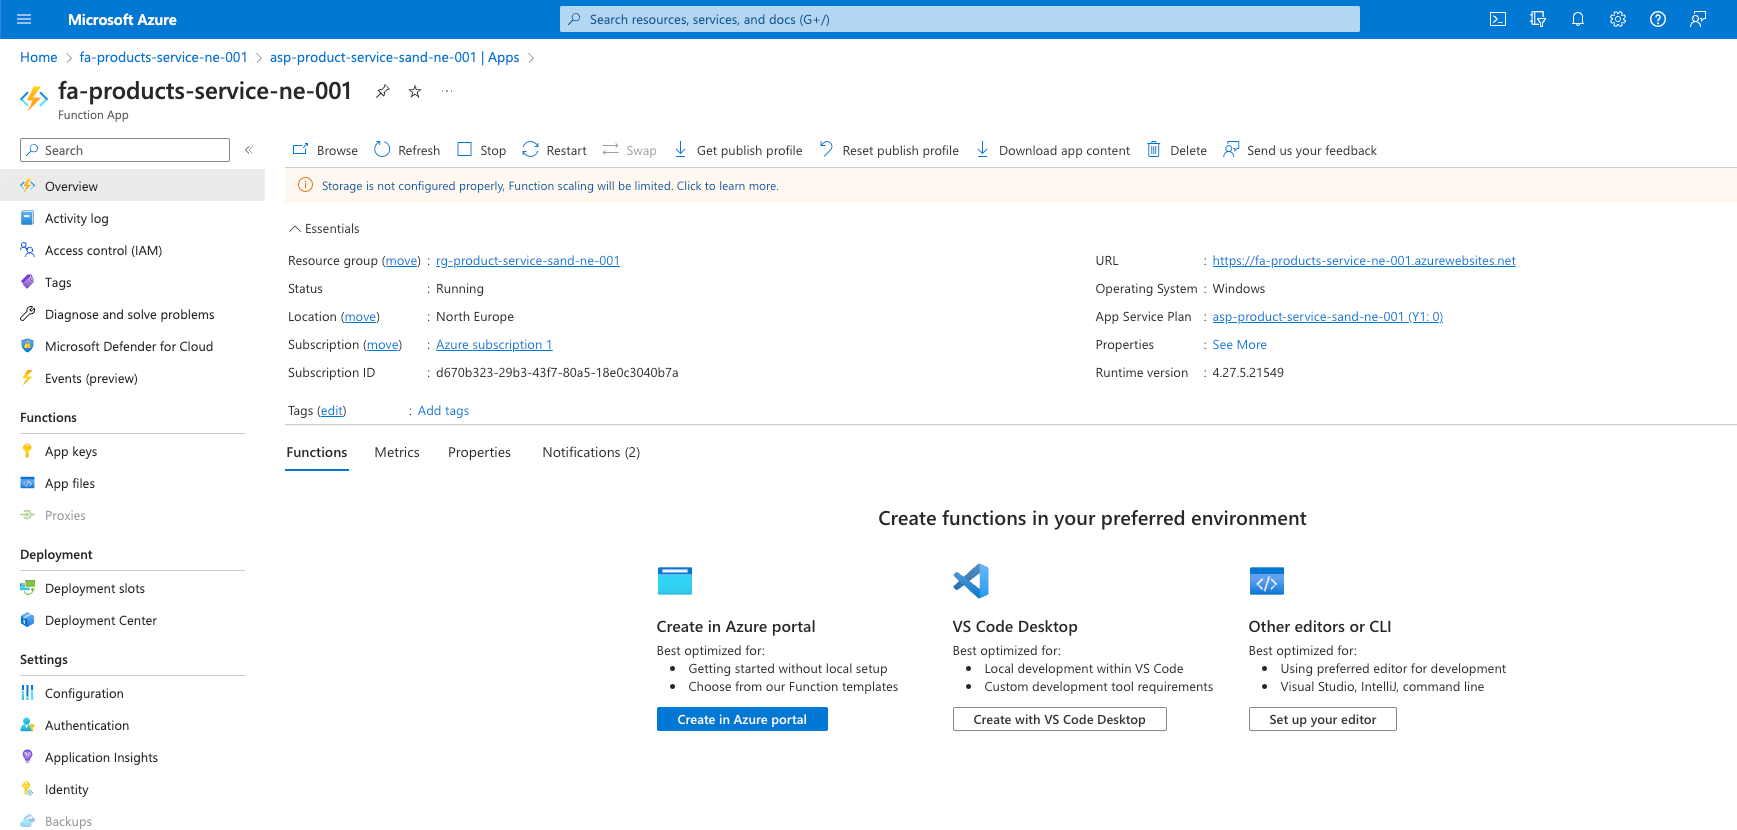 Microsoft Azure
Search resources, services, and docs (G+/)
Home > fa-products-service-ne-001 > asp-product-service-sand-ne-001 | Apps >
fa-products-service-ne-001
Function App
Search
Overview
Activity log
Access control (IAM)
Tags
Diagnose and solve problems
Microsoft Defender for Cloud
Events (preview)
Functions
App keys
App files
Proxies
Deployment
Deployment slots
Deployment Center
Settings
Configuration
Authentication
Application Insights
Identity
Backups
Browse Refresh Stop Restart Swap Get publish profile Reset publish profile Download app content Delete Send us your feedback
Storage is not configured properly, Function scaling will be limited. Click to learn more.
Essentials
Resource group (move) : rg-product-service-sand-ne-001
Status : Running
Location (move) : North Europe
Subscription (move) : Azure subscription 1
Subscription ID : d670b323-29b3-43f7-80a5-18e0c3040b7a
Tags (edit) : Add tags
URL : https://fa-products-service-ne-001.azurewebsites.net
Operating System : Windows
App Service Plan : asp-product-service-sand-ne-001 (Y1: 0)
Properties : See More
Runtime version : 4.27.5.21549
Functions Metrics Properties Notifications (2)
Create functions in your preferred environment
Create in Azure portal
Best optimized for:
• Getting started without local setup
• Choose from our Function templates
Create in Azure portal
VS Code Desktop
Best optimized for:
• Local development within VS Code
• Custom development tool requirements
Create with VS Code Desktop
Other editors or CLI
Best optimized for:
• Using preferred editor for development
• Visual Studio, IntelliJ, command line
Set up your editor